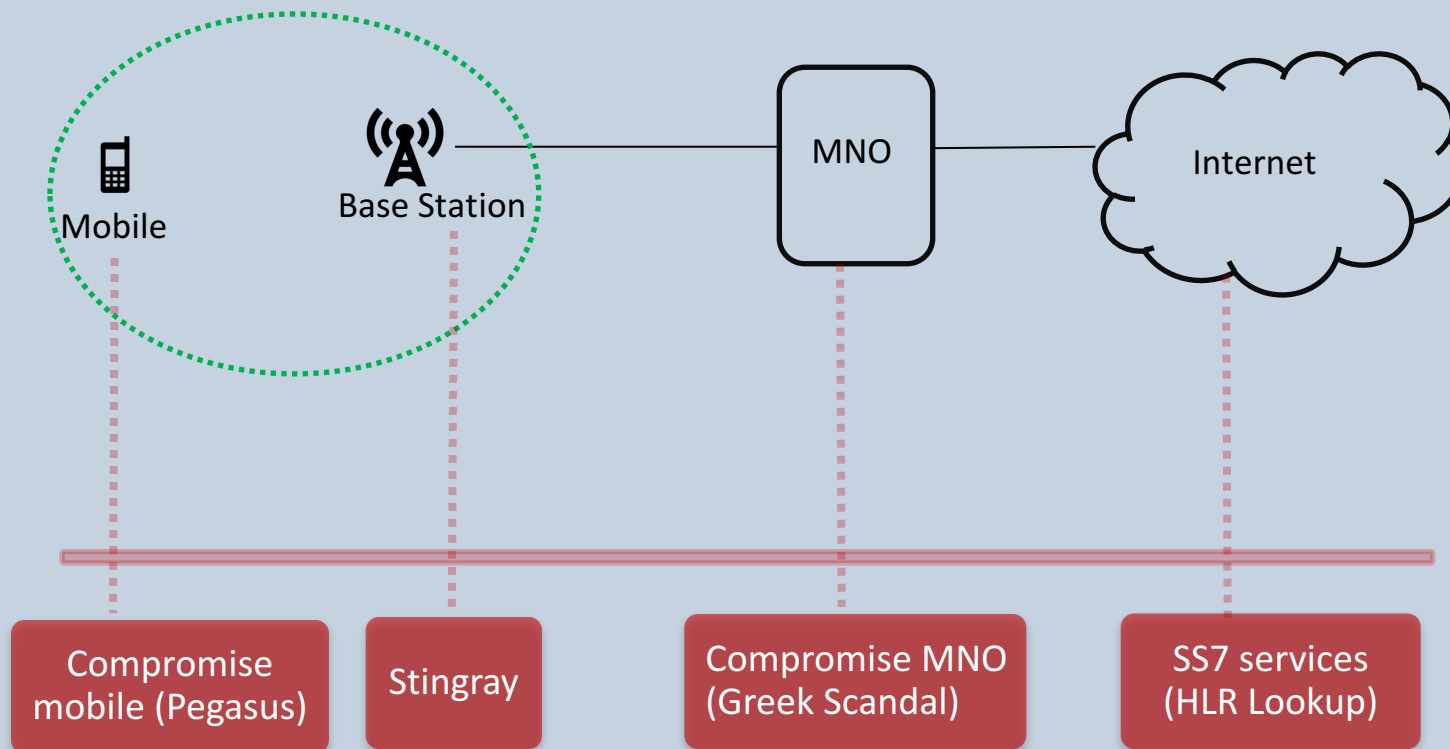 MNO
Internet
Base Station
Mobile
Compromise
mobile (Pegasus)
Stingray
Compromise MNO
(Greek Scandal)
SS7 services
(HLR Lookup)